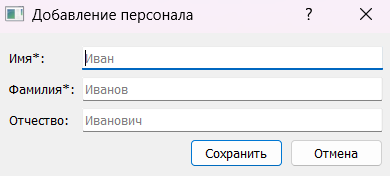 Добавление персонала ?
Имя*: Иван
Фамилия*: Иванов
Отчество: Иванович
Сохранить Отмена